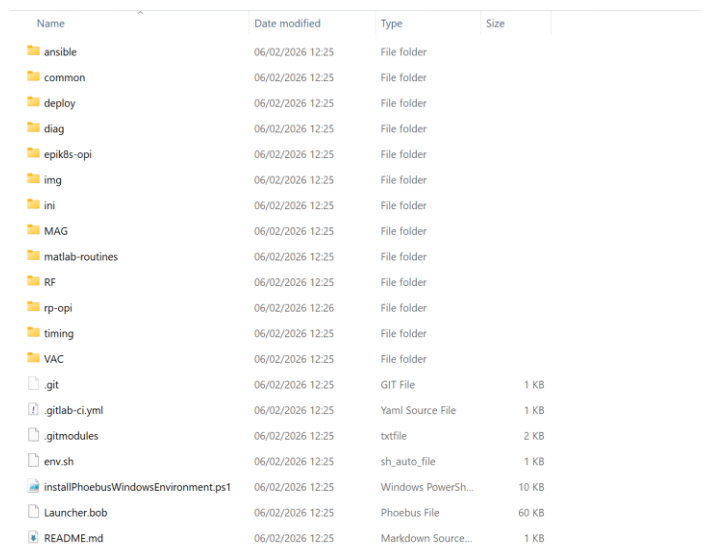 Name Date modified Type Size
ansible 06/02/2026 12:25 File folder
common 06/02/2026 12:25 File folder
deploy 06/02/2026 12:25 File folder
diag 06/02/2026 12:25 File folder
epik8s-opi 06/02/2026 12:25 File folder
img 06/02/2026 12:25 File folder
ini 06/02/2026 12:25 File folder
MAG 06/02/2026 12:25 File folder
matlab-routines 06/02/2026 12:25 File folder
RF 06/02/2026 12:25 File folder
rp-opi 06/02/2026 12:26 File folder
timing 06/02/2026 12:25 File folder
VAC 06/02/2026 12:25 File folder
.git 06/02/2026 12:25 GIT File 1 KB
.gitlab-ci.yml 06/02/2026 12:25 Yaml Source File 1 KB
.gitmodules 06/02/2026 12:25 txtfile 2 KB
env.sh 06/02/2026 12:25 sh_auto_file 1 KB
installPhoebusWindowsEnvironment.ps1 06/02/2026 12:25 Windows PowerSh... 10 KB
Launcher.bob 06/02/2026 12:25 Phoebus File 60 KB
README.md 06/02/2026 12:25 Markdown Source... 1 KB